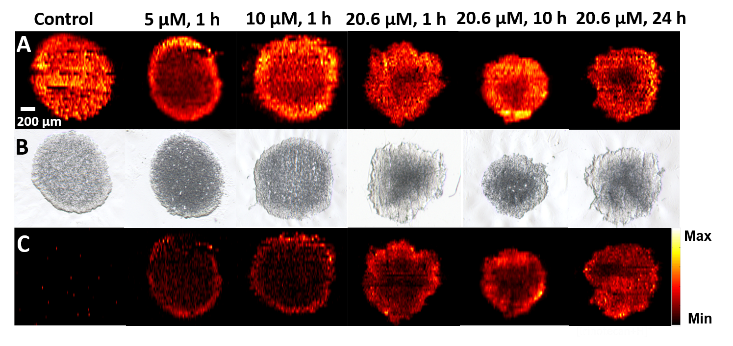 Control 5 µM, 1 h 10 µM, 1 h 20.6 µM, 1 h 20.6 µM, 10 h 20.6 µM, 24 h
A
200 µm
B
C
Max
Min